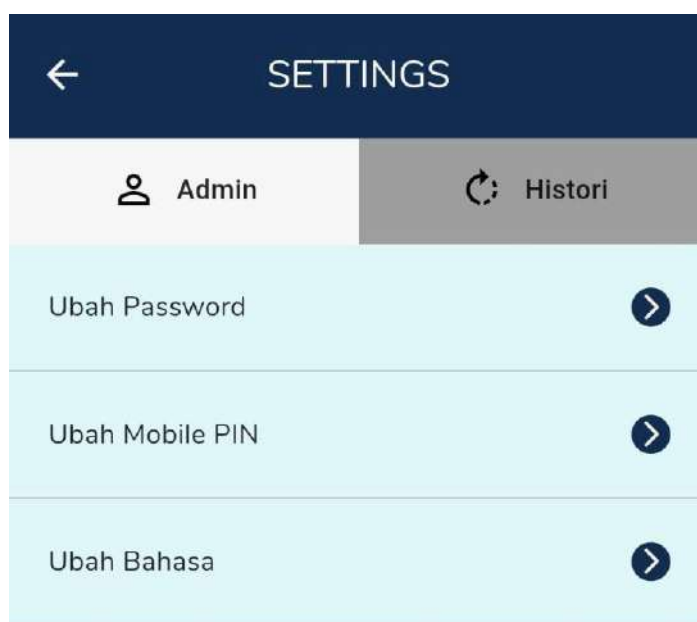 SETTINGS
Admin
Histori
Ubah Password
Ubah Mobile PIN
Ubah Bahasa